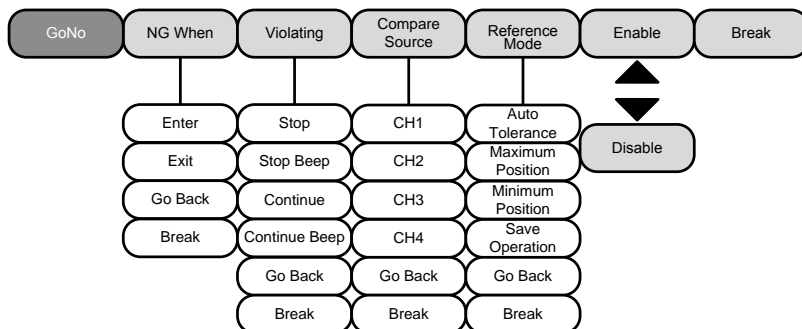 GoNo
NG When
Violating
Compare
Source
Reference
Mode
Enable
Break
Enter
Exit
Go Back
Break
Stop
Stop Beep
Continue
Continue Beep
Go Back
Break
CH1
CH2
CH3
CH4
Go Back
Break
Auto
Tolerance
Maximum
Position
Minimum
Position
Save
Operation
Go Back
Break
Disable